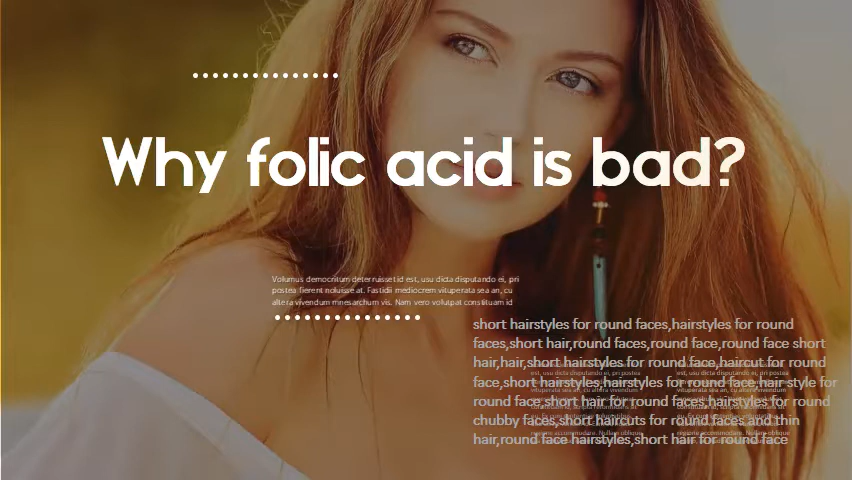 Why folic acid is bad?
Volumus democritum deterruisset id est, usu dicta disputando ei, pri
postea fierent noluisse at. Fastidii mediocrem vituperata sea an, cu
altera vivendum mnesarchum vis. Nam vero volutpat constituam id
short hairstyles for round faces,hairstyles for round
faces,short hair,round faces,round face,round face short
hair,hair,short hairstyles for round face,haircut for round
face,short hairstyles,hairstyles for round face,hair style for
round face,short hair for round faces,hairstyles for round
chubby faces,short haircuts for round faces and thin
hair,round face hairstyles,short hair for round face